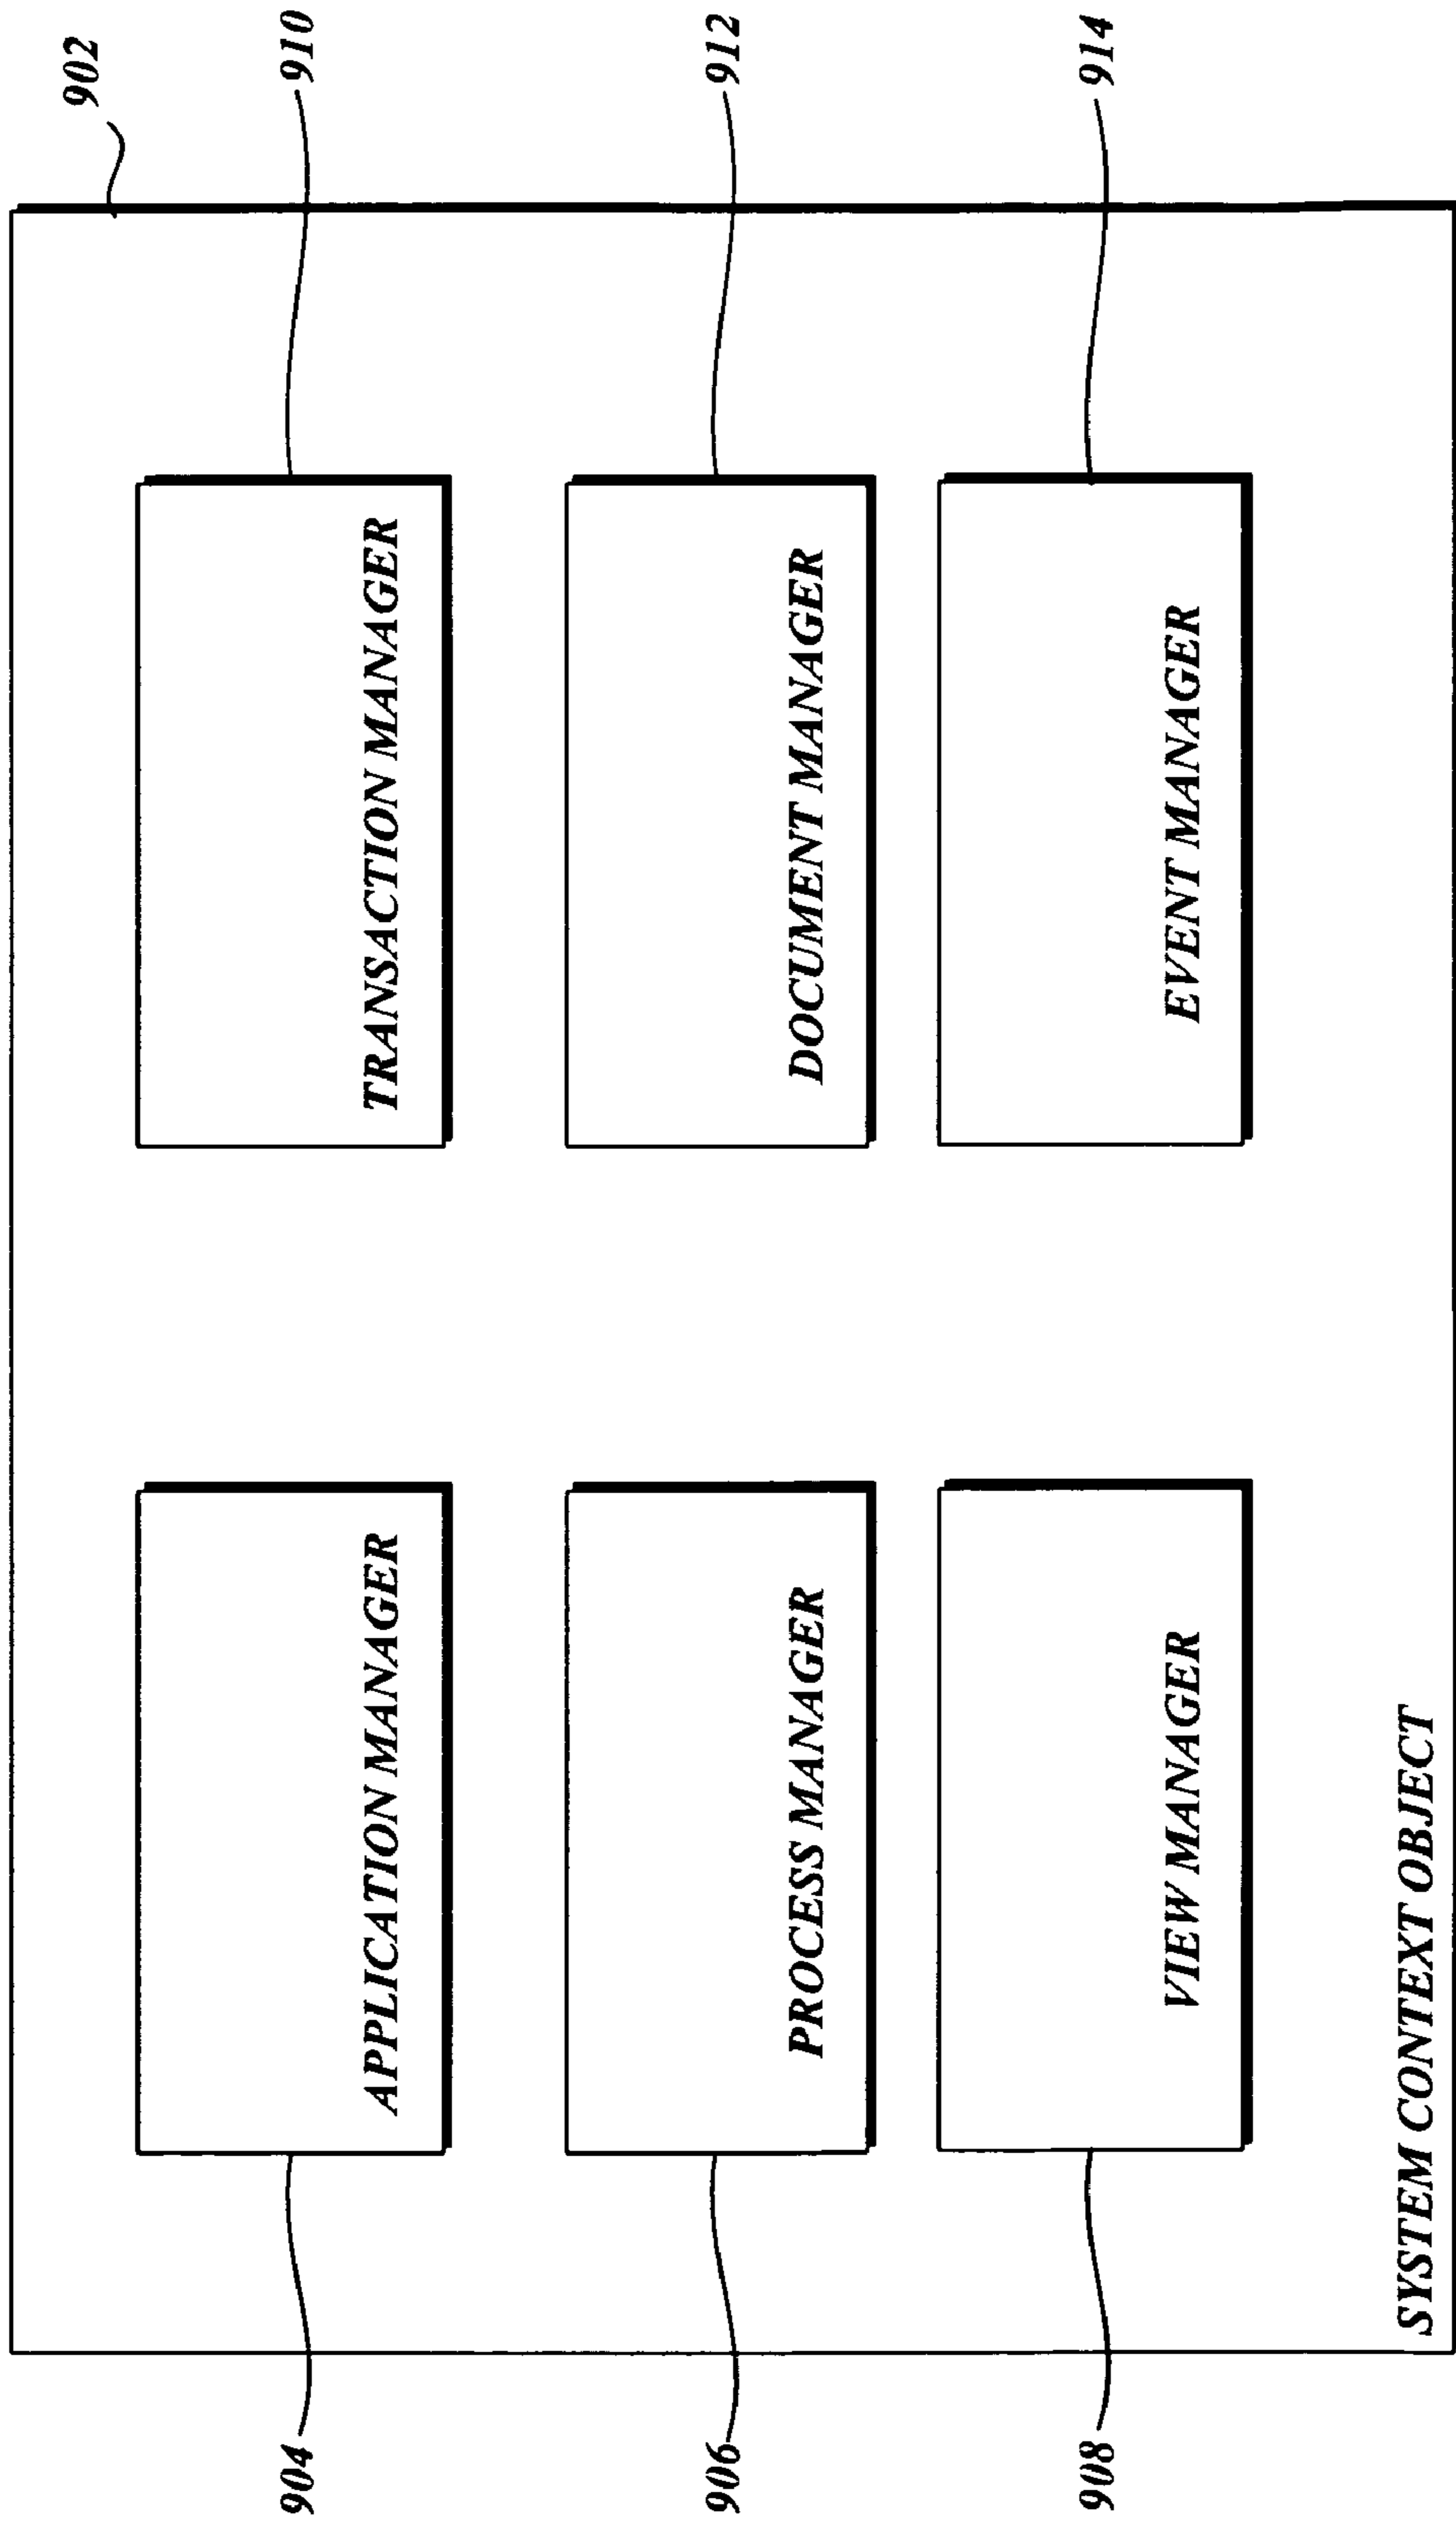 902
904
APPLICATION MANAGER
TRANSACTION MANAGER
910
906
PROCESS MANAGER
DOCUMENT MANAGER
912
908
VIEW MANAGER
EVENT MANAGER
914
SYSTEM CONTEXT OBJECT